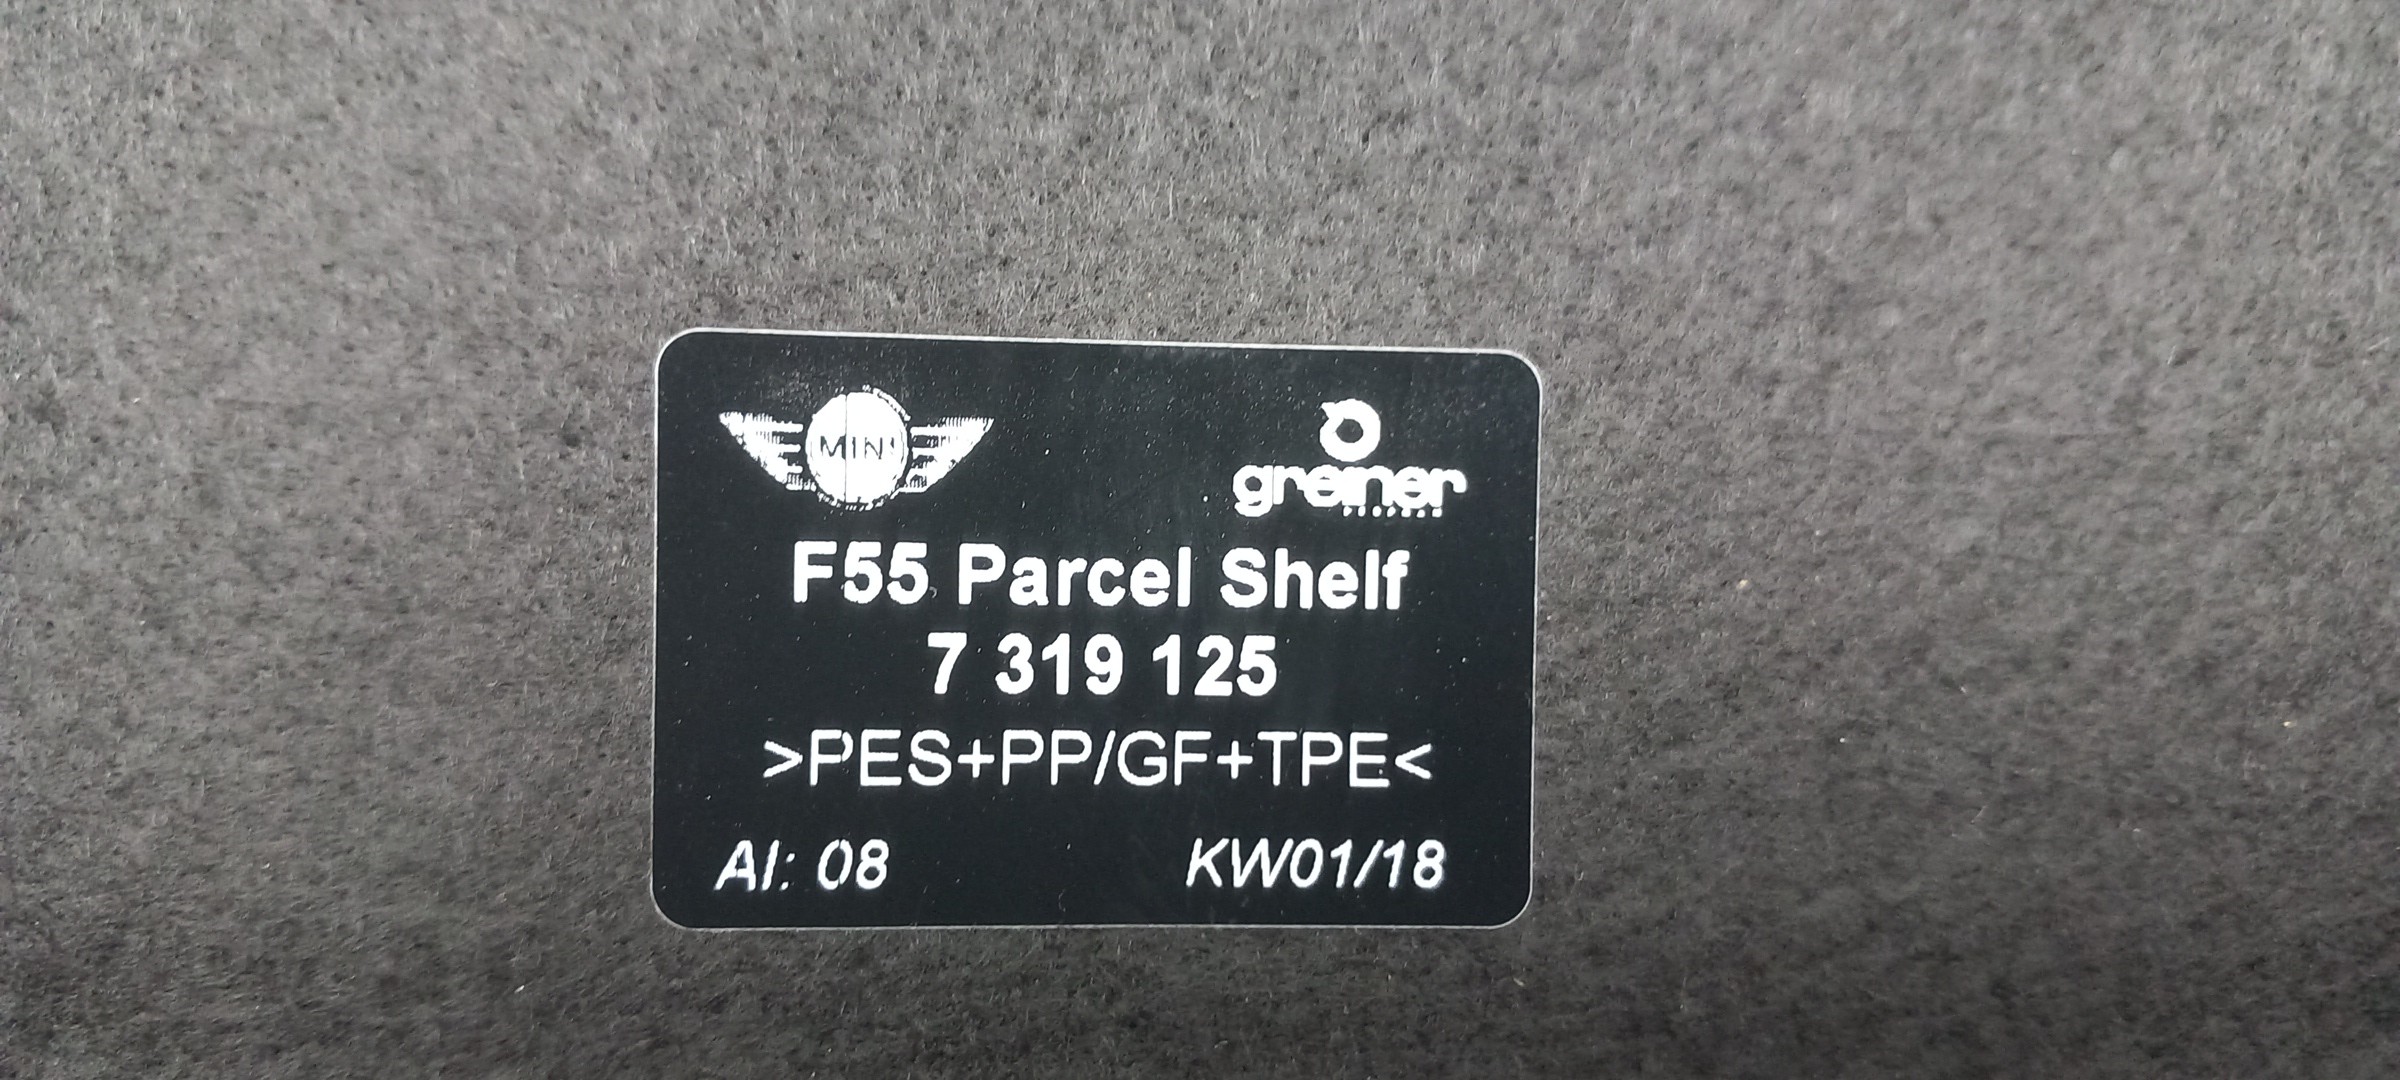 MINI
greiner
F55 Parcel Shelf
7 319 125
>PES+PP/GF+TPE<
AI: 08
KW01/18